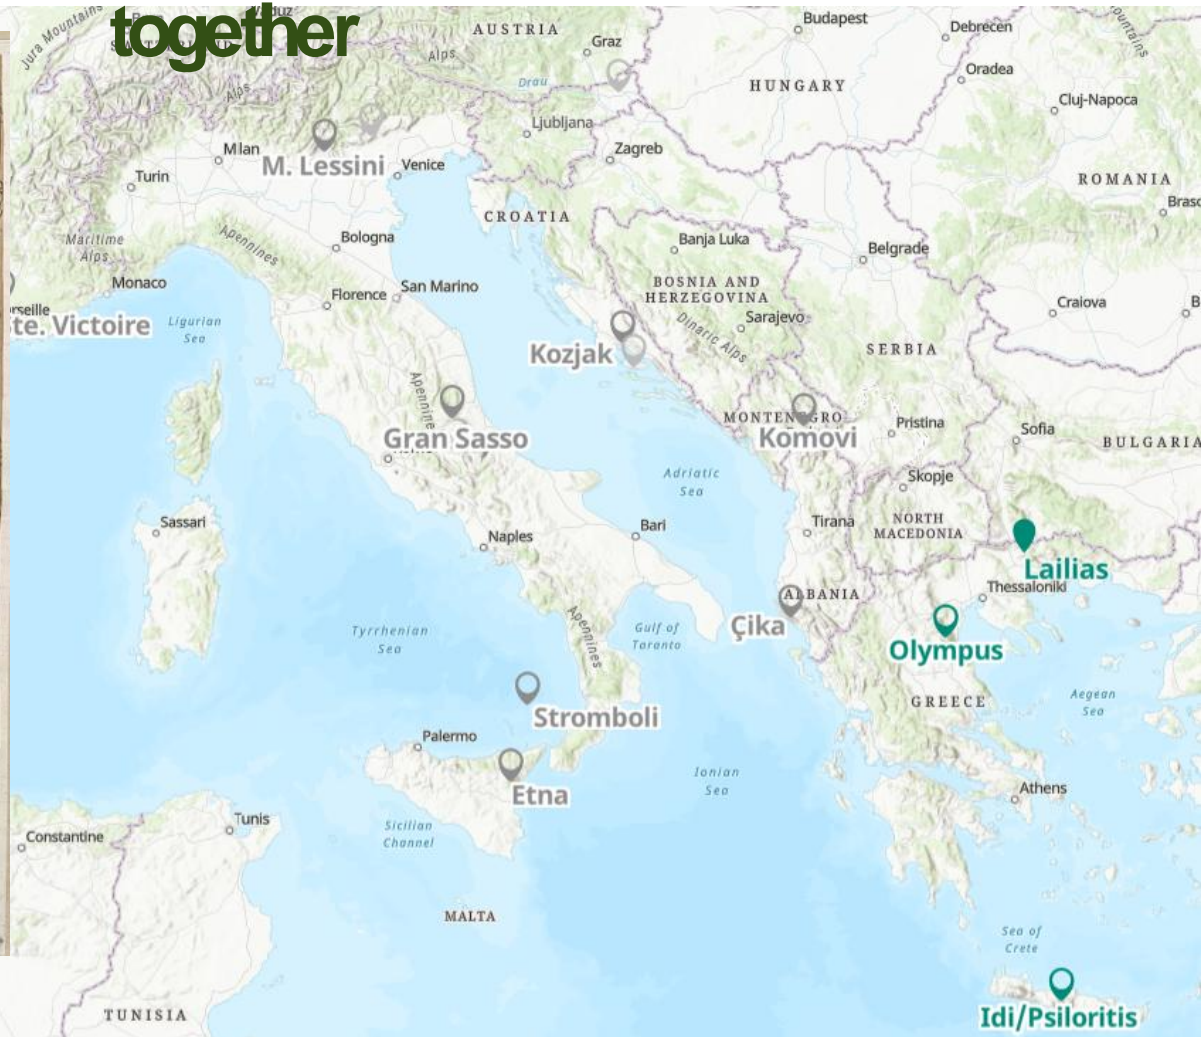 together
Jura Mountains
AUSTRIA
Graz
Budapest
Debrecen
Alps
Drau
HUNGARY
Oradea
Alps
Cluj-Napoca
Ljubljana
Milan
M. Lessini
Venice
Zagreb
Turin
ROMANIA
CROATIA
Maritime
Alps
Apennines
Bologna
Banja Luka
Belgrade
Monaco
Florence
San Marino
BOSNIA AND
HERZEGOVINA
Craiova
te. Victoire
Ligurian
Sea
Sarajevo
Dinaric Alps
Kozjak
SERBIA
MONTENEGRO
Gran Sasso
Komovi
Pristina
Sofia
BULGARIA
Adriatic
Sea
Skopje
Sassari
Naples
Bari
Tirana
NORTH
MACEDONIA
Lailias
Thessaloniki
ALBANIA
Apennines
Tyrrhenian
Sea
Gulf of
Taranto
Çika
Olympus
GREECE
Aegean
Sea
Stromboli
Palermo
Ionian
Sea
Etna
Athens
Constantine
Tunis
Sicilian
Channel
MALTA
Sea of
Crete
TUNISIA
Idi/Psiloritis